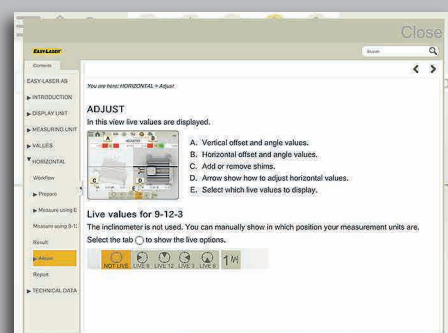 Close
EASY-LASER
Search
Contents
EASY-LASER AB
INTRODUCTION
DISPLAY UNIT
MEASURING UNIT
VALUES
HORIZONTAL
Workflow
Prepare
Measure using E
Measure using 9-12
Result
Adjust
Report
TECHNICAL DATA
You are here: HORIZONTAL > Adjust
ADJUST
In this view live values are displayed.
A
B
C
D
E
A. Vertical offset and angle values.
B. Horizontal offset and angle values.
C. Add or remove shims.
D. Arrow show how to adjust horizontal values.
E. Select which live values to display.
Live values for 9-12-3
The inclinometer is not used. You can manually show in which position your measurement units are.
Select the tab to show the live options.
NOT LIVE LIVE 6 LIVE 12 LIVE 3 LIVE 9